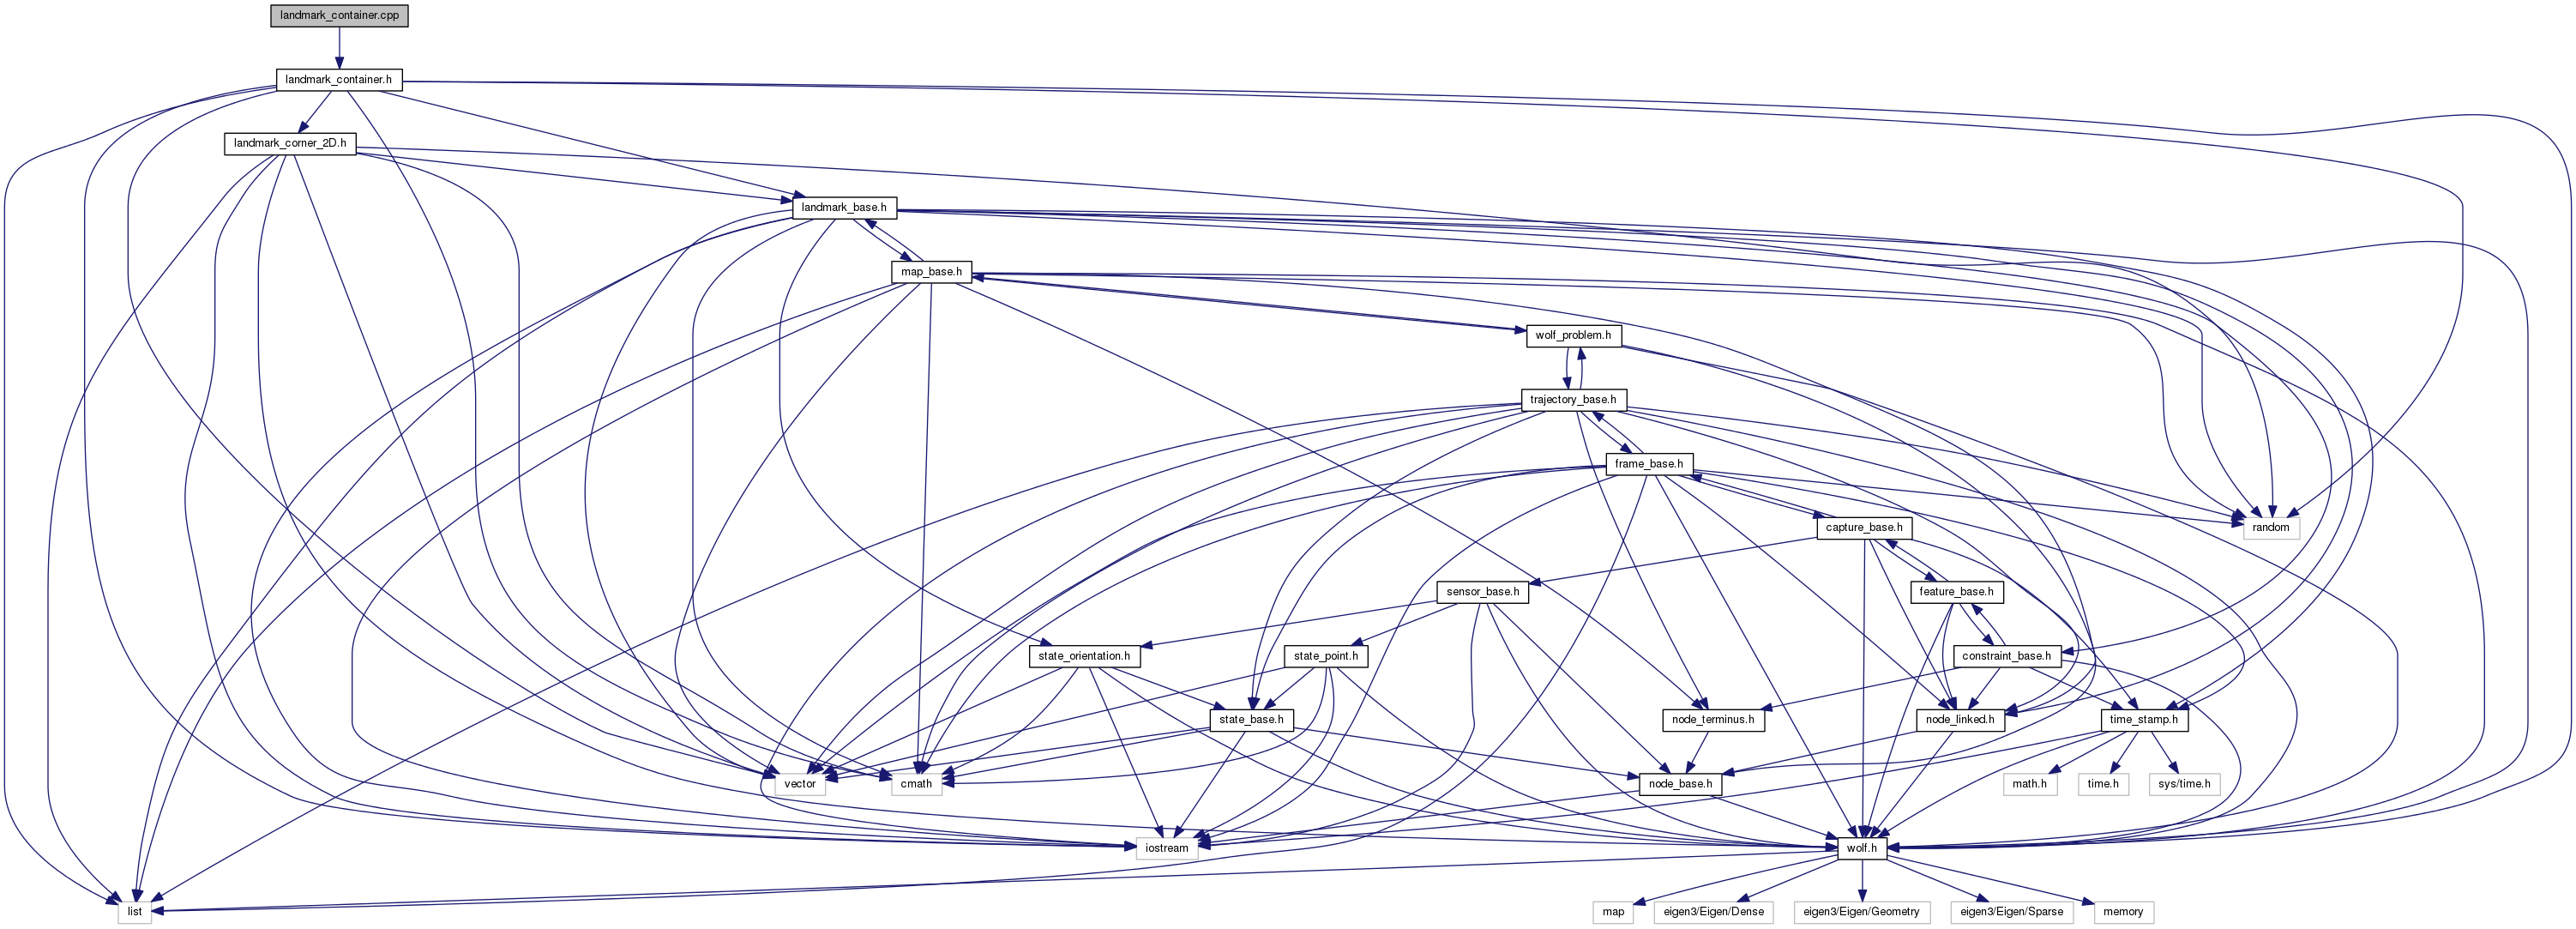 landmark_container.cpp
landmark_container.h
landmark_corner_2D.h
landmark_base.h
map_base.h
wolf_problem.h
trajectory_base.h
frame_base.h
capture_base.h
random
sensor_base.h
feature_base.h
state_orientation.h
state_point.h
constraint_base.h
state_base.h
node_terminus.h
node_linked.h
time_stamp.h
vector
cmath
node_base.h
math.h
time.h
sys/time.h
iostream
wolf.h
list
map
eigen3/Eigen/Dense
eigen3/Eigen/Geometry
eigen3/Eigen/Sparse
memory